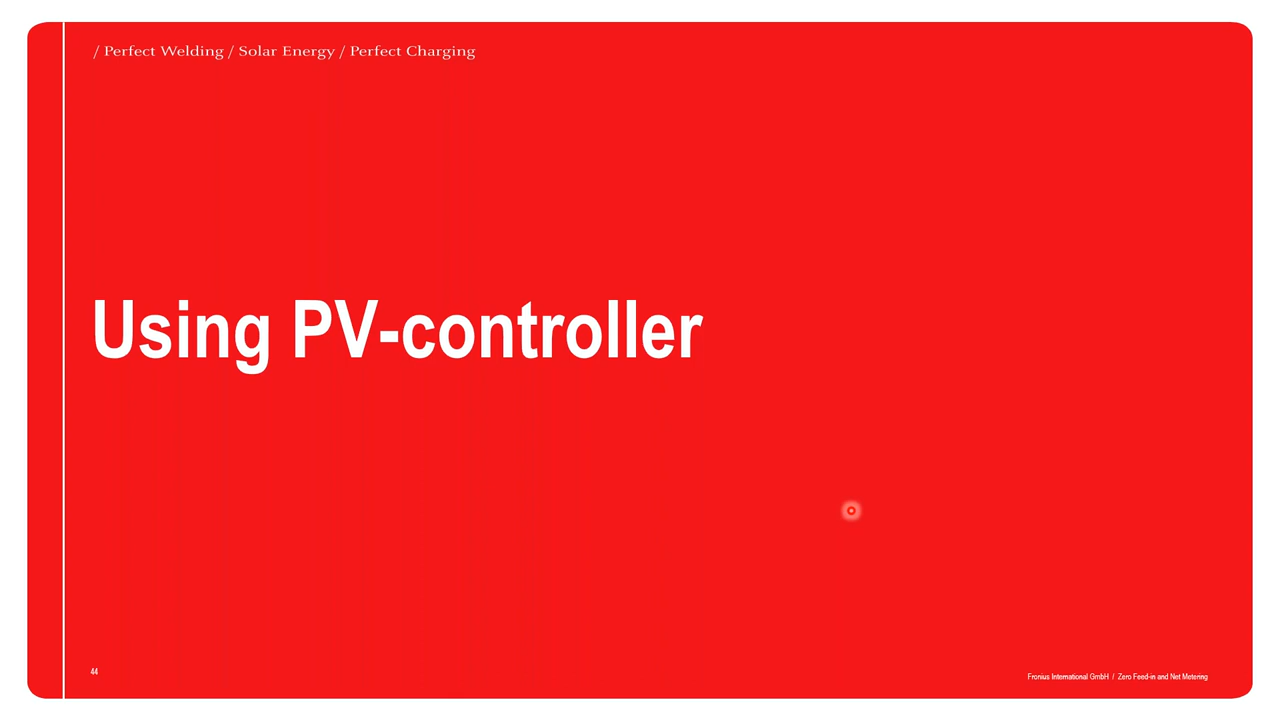 / Perfect Welding / Solar Energy / Perfect Charging
Using PV-controller
44
Fronius International GmbH / Zero Feed-in and Net Metering